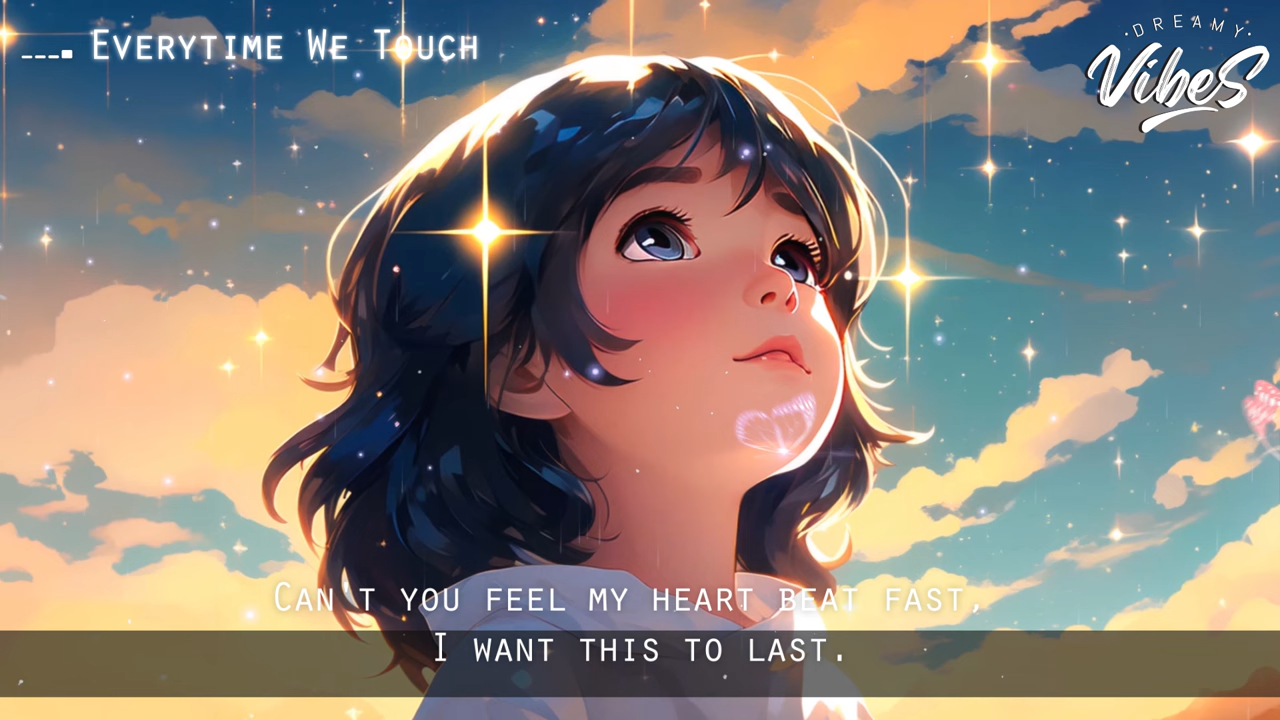 Everytime We Touch
DREAMY
Vibes
Can't you feel my heart beat fast,
I want this to last.